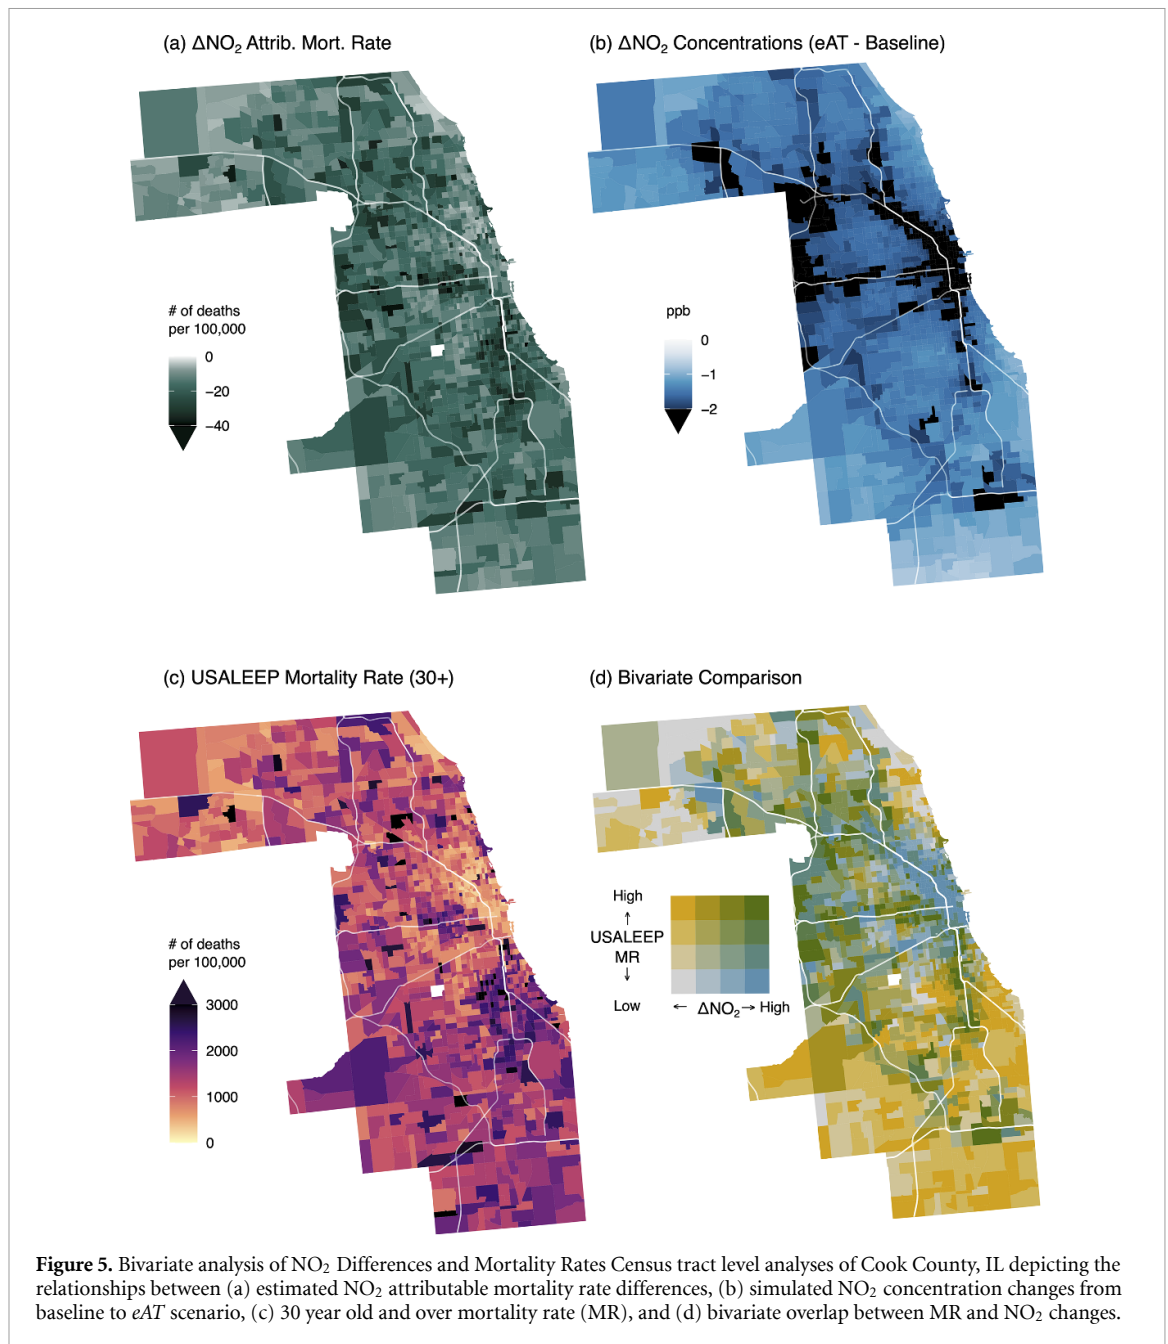 (a) ΔNO₂ Attrib. Mort. Rate
(b) ΔNO₂ Concentrations (eAT - Baseline)
# of deaths
per 100,000
0
−20
−40
ppb
0
−1
−2
(c) USALEEP Mortality Rate (30+)
(d) Bivariate Comparison
# of deaths
per 100,000
3000
2000
1000
0
High
↑
USALEEP
MR
↓
Low
← ΔNO₂ → High
Figure 5. Bivariate analysis of NO₂ Differences and Mortality Rates Census tract level analyses of Cook County, IL depicting the
relationships between (a) estimated NO₂ attributable mortality rate differences, (b) simulated NO₂ concentration changes from
baseline to eAT scenario, (c) 30 year old and over mortality rate (MR), and (d) bivariate overlap between MR and NO₂ changes.